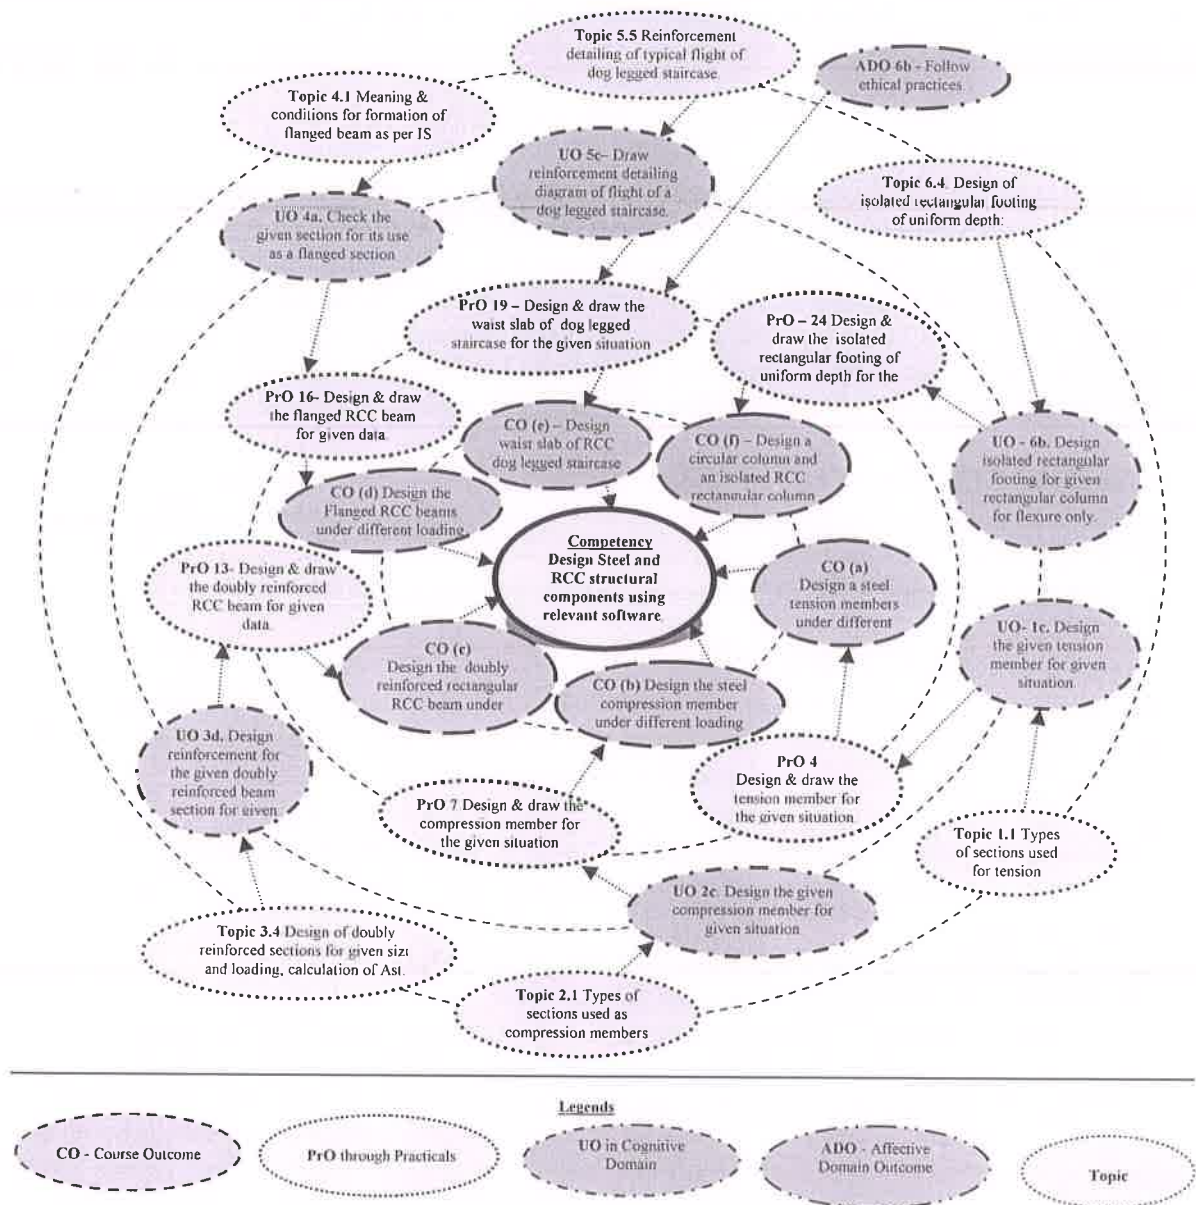 Topic 5.5 Reinforcement
detailing of typical flight of
dog legged staircase.
ADO 6b - Follow
ethical practices.
Topic 4.1 Meaning &
conditions for formation of
flanged beam as per IS
UO 5c– Draw
reinforcement detailing
diagram of flight of a
dog legged staircase.
Topic 6.4. Design of
isolated rectangular footing
of uniform depth:
UO 4a. Check the
given section for its use
as a flanged section
PrO 19 – Design & draw the
waist slab of dog legged
staircase for the given situation
PrO – 24 Design &
draw the isolated
rectangular footing of
uniform depth for the
PrO 16- Design & draw
the flanged RCC beam
for given data.
CO (e) – Design
waist slab of RCC
dog legged staircase
CO (f) – Design a
circular column and
an isolated RCC
rectangular column
UO - 6b. Design
isolated rectangular
footing for given
rectangular column
for flexure only.
CO (d) Design the
Flanged RCC beams
under different loading.
Competency
Design Steel and
RCC structural
components using
relevant software
PrO 13- Design & draw
the doubly reinforced
RCC beam for given
data.
CO (a)
Design a steel
tension members
under different
UO- 1c. Design
the given tension
member for given
situation.
CO (c)
Design the doubly
reinforced rectangular
RCC beam under
CO (b) Design the steel
compression member
under different loading
UO 3d. Design
reinforcement for
the given doubly
reinforced beam
section for given
PrO 4
Design & draw the
tension member for
the given situation.
PrO 7 Design & draw the
compression member for
the given situation
Topic 1.1 Types
of sections used
for tension
UO 2c. Design the given
compression member for
given situation
Topic 3.4 Design of doubly
reinforced sections for given size
and loading, calculation of Ast.
Topic 2.1 Types of
sections used as
compression members
Legends
CO - Course Outcome
PrO through Practicals
UO in Cognitive
Domain
ADO - Affective
Domain Outcome
Topic